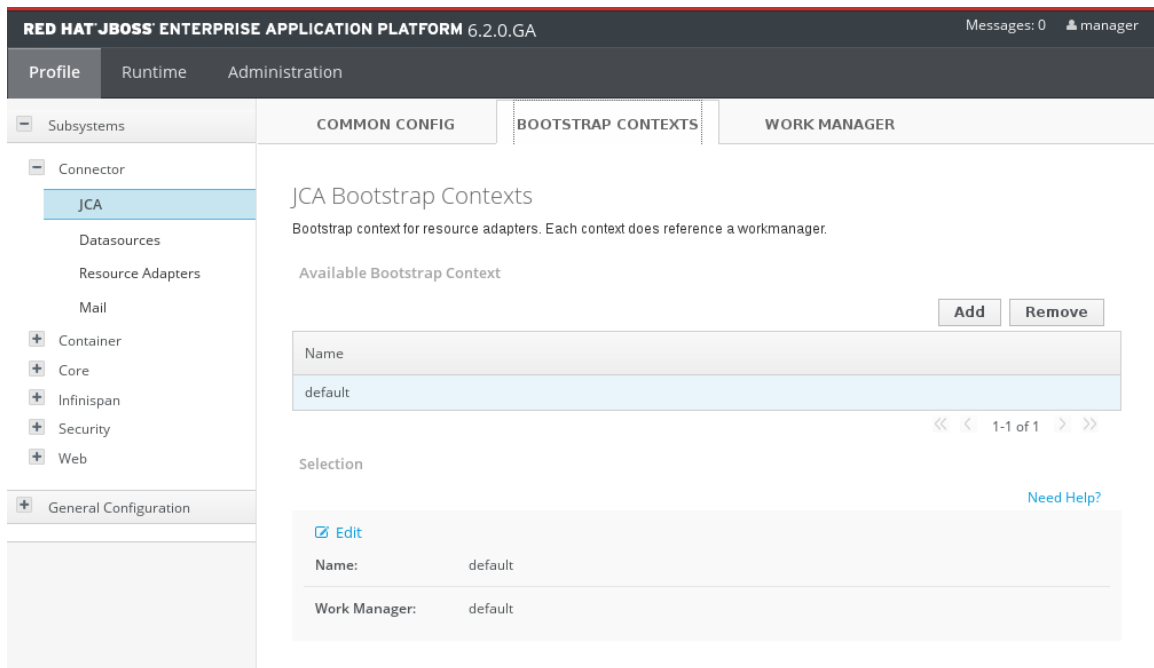 RED HAT JBOSS ENTERPRISE APPLICATION PLATFORM 6.2.0.GA
Messages: 0 manager
Profile Runtime Administration
Subsystems
Connector
JCA
Datasources
Resource Adapters
Mail
Container
Core
Infinispan
Security
Web
General Configuration
COMMON CONFIG BOOTSTRAP CONTEXTS WORK MANAGER
JCA Bootstrap Contexts
Bootstrap context for resource adapters. Each context does reference a workmanager.
Available Bootstrap Context
Add Remove
Name
default
1-1 of 1
Selection
Need Help?
Edit
Name: default
Work Manager: default